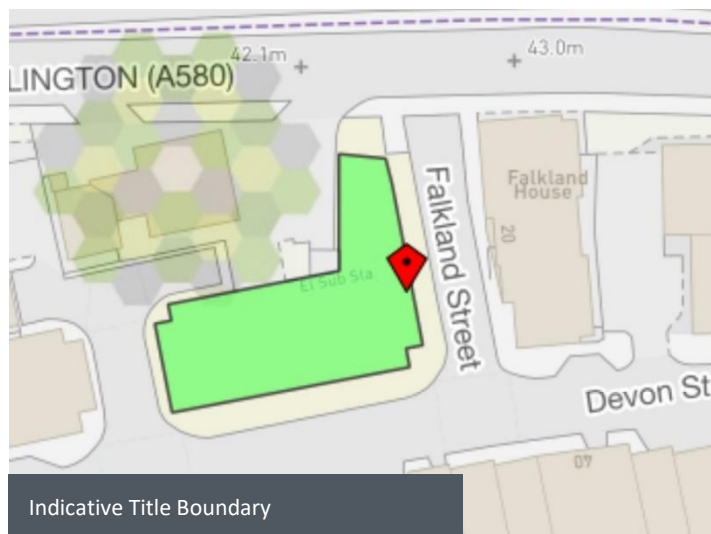 42.1m
43.0m
LINGTON (A580)
Falkland
House
20
Falkland Street
El Sub Sta
Devon St
40
Indicative Title Boundary